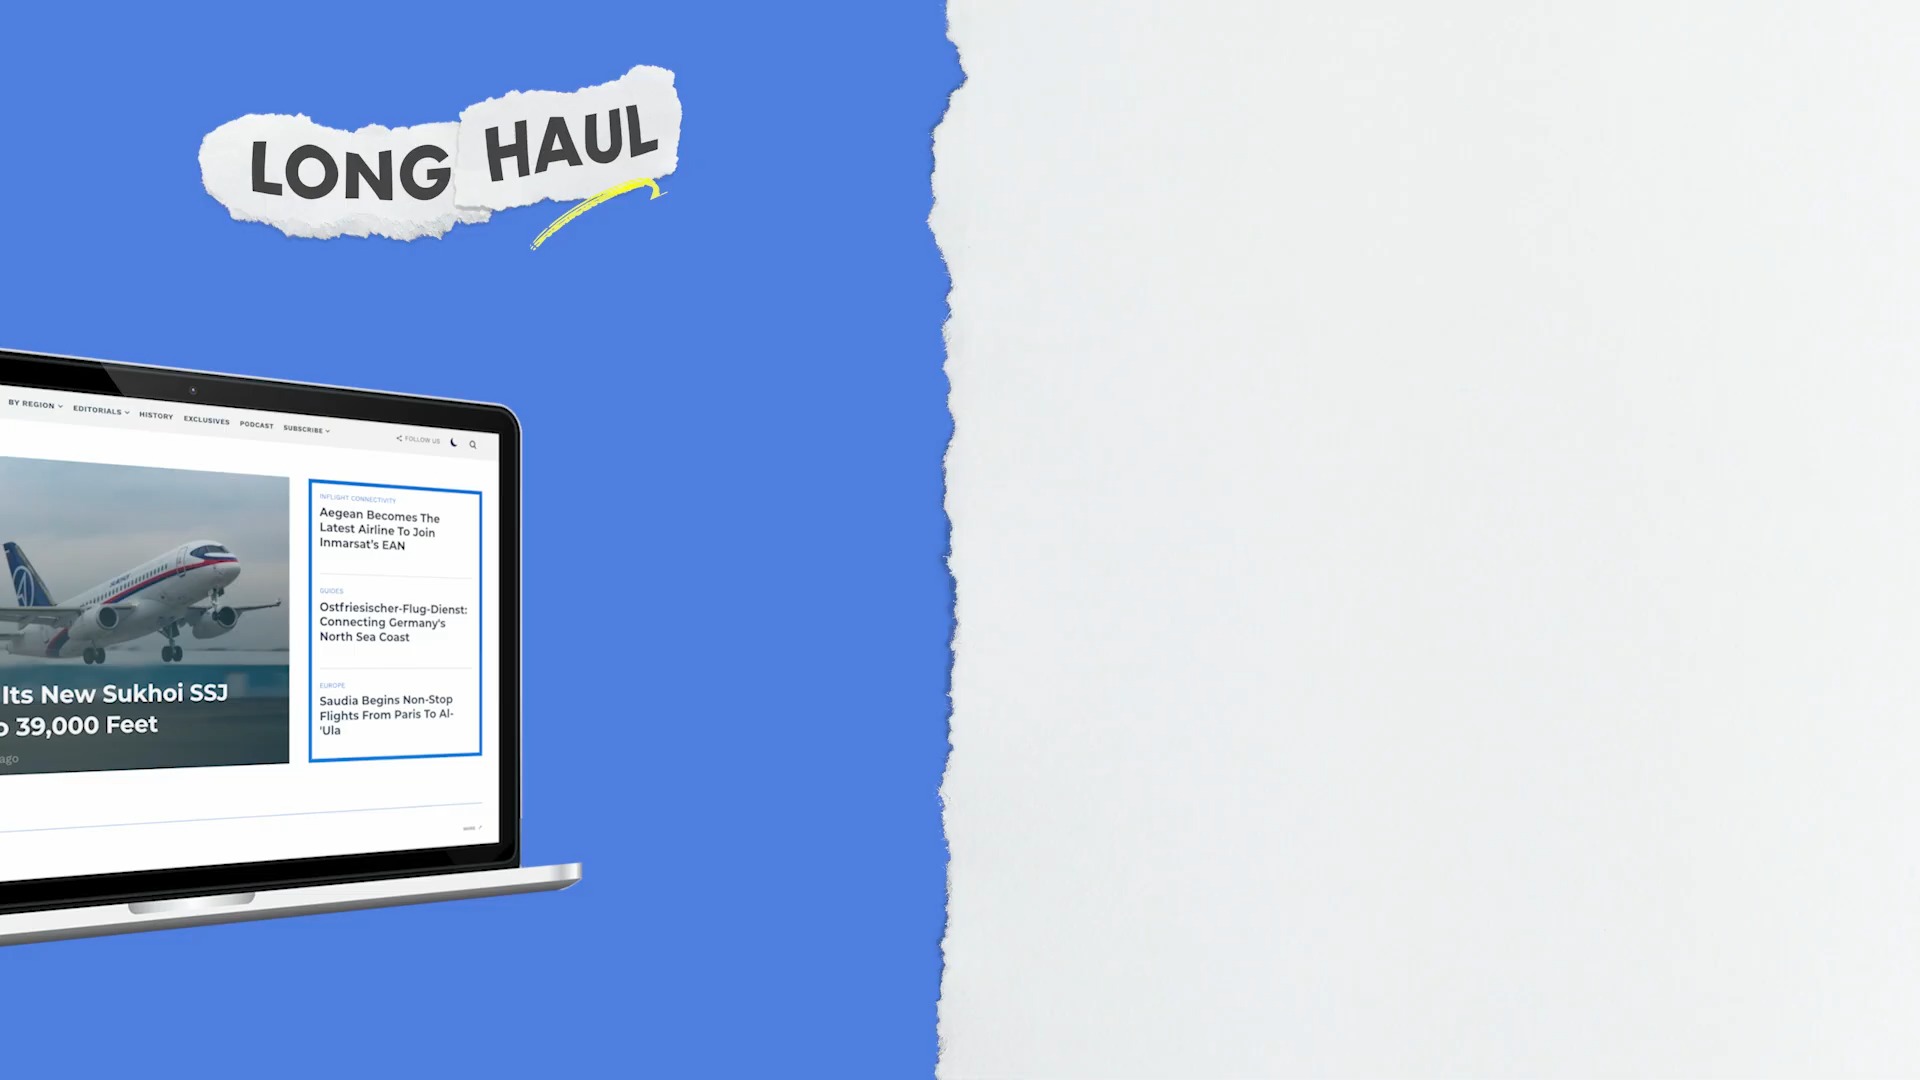 LONG HAUL
BY REGION EDITORIALS HISTORY EXCLUSIVES PODCAST SUBSCRIBE FOLLOW US
INFLIGHT CONNECTIVITY
Aegean Becomes The
Latest Airline To Join
Inmarsat's EAN
GUIDES
Ostfriesischer-Flug-Dienst:
Connecting Germany's
North Sea Coast
EUROPE
Saudia Begins Non-Stop
Flights From Paris To Al-
'Ula
SUKHOI
Its New Sukhoi SSJ
39,000 Feet
ago
MORE